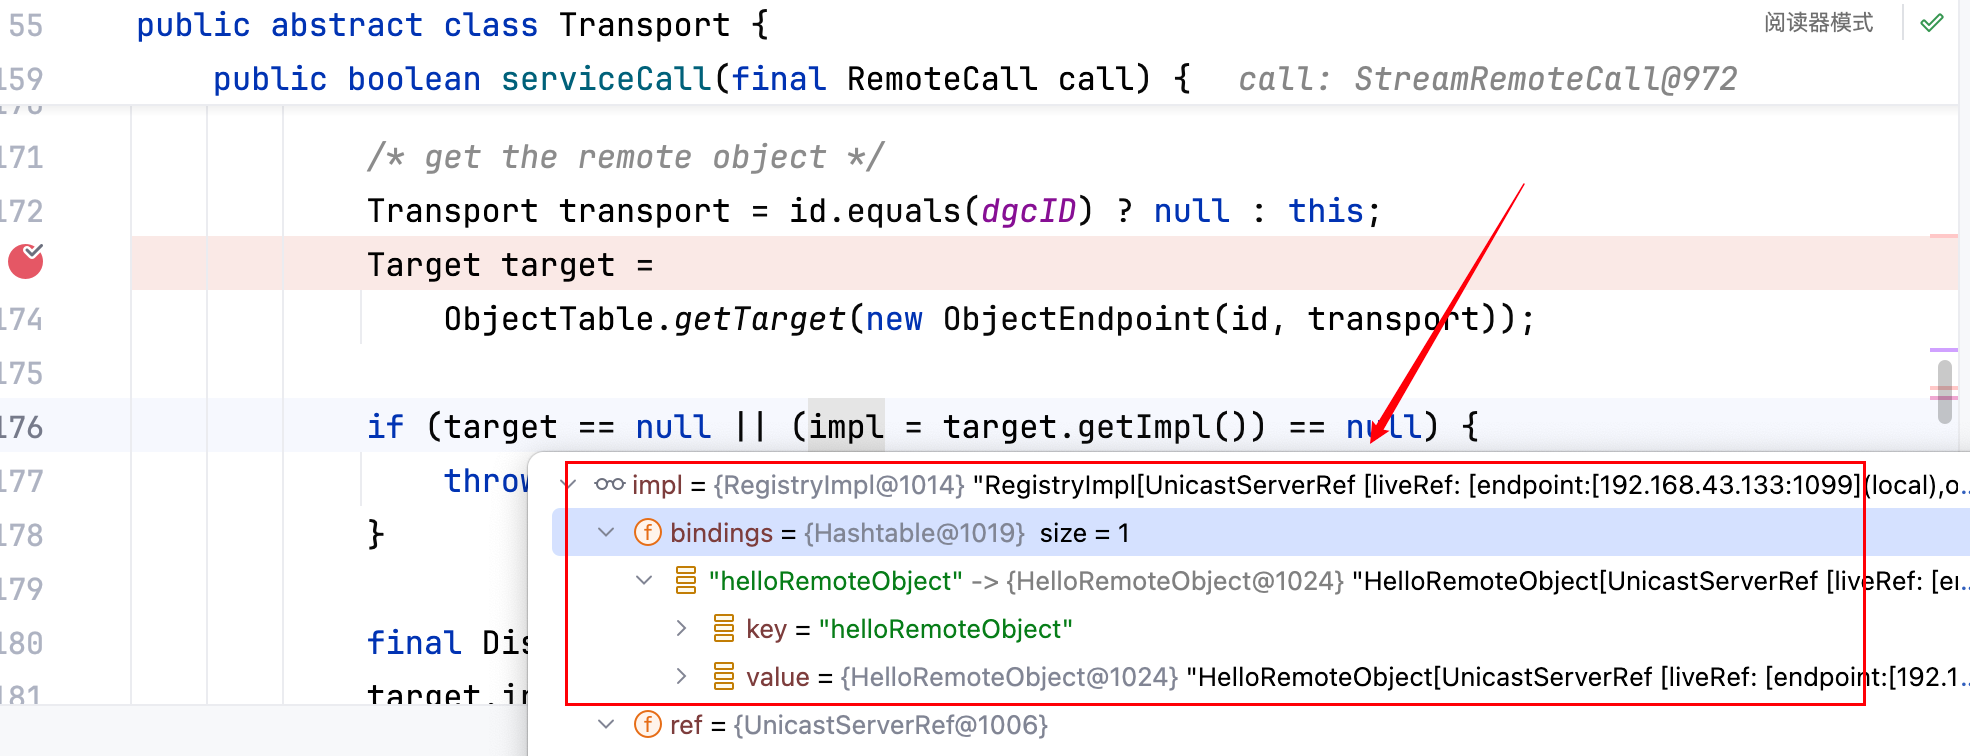 55 public abstract class Transport {
阅读器模式
159 public boolean serviceCall(final RemoteCall call) { call: StreamRemoteCall@972
171 /* get the remote object */
172 Transport transport = id.equals(dgcID) ? null : this;
Target target =
174 ObjectTable.getTarget(new ObjectEndpoint(id, transport));
175
176 if (target == null || (impl = target.getImpl()) == null) {
177 throw
impl = {RegistryImpl@1014} "RegistryImpl[UnicastServerRef [liveRef: [endpoint:[192.168.43.133:1099](local),o...
f bindings = {Hashtable@1019} size = 1
178 }
"helloRemoteObject" -> {HelloRemoteObject@1024} "HelloRemoteObject[UnicastServerRef [liveRef: [en...
179
key = "helloRemoteObject"
180 final Dis
value = {HelloRemoteObject@1024} "HelloRemoteObject[UnicastServerRef [liveRef: [endpoint:[192.1...
181 target.in
f ref = {UnicastServerRef@1006}